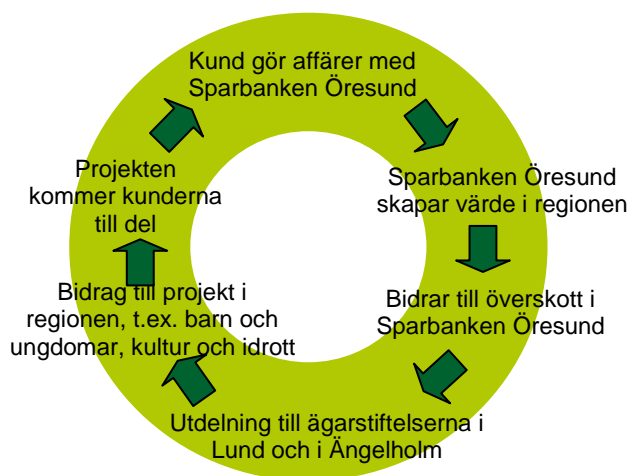 Kund gör affärer med
Sparbanken Öresund
Sparbanken Öresund
skapar värde i regionen
Bidrar till överskott i
Sparbanken Öresund
Utdelning till ägarstiftelserna i
Lund och i Ängelholm
Bidrag till projekt i
regionen, t.ex. barn och
ungdomar, kultur och idrott
Projekten
kommer kunderna
till del